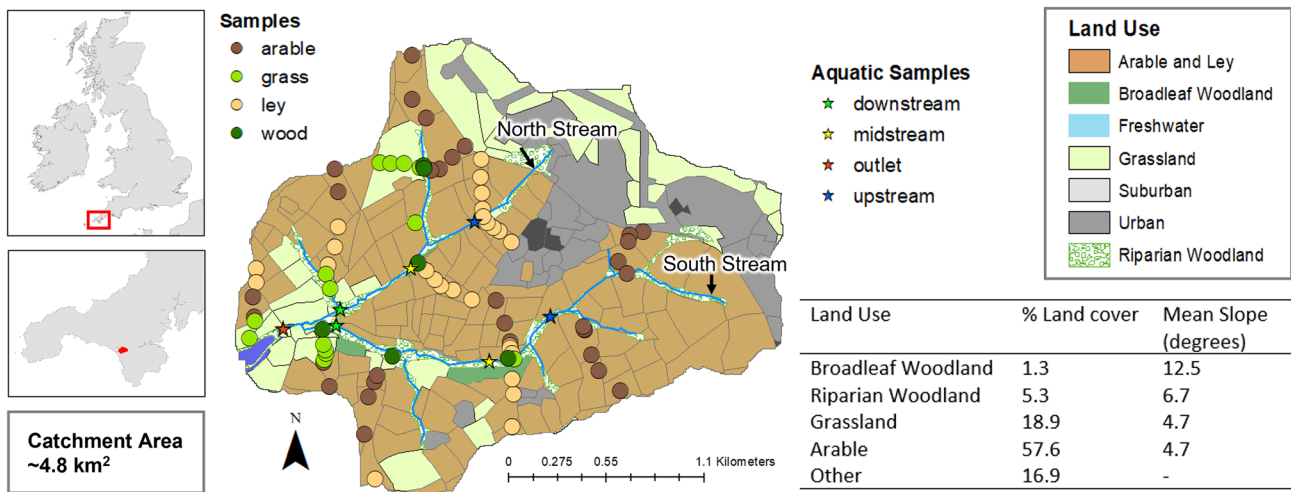 Samples
arable
grass
ley
wood
North Stream
South Stream
Aquatic Samples
downstream
midstream
outlet
upstream
Land Use
Arable and Ley
Broadleaf Woodland
Freshwater
Grassland
Suburban
Urban
Riparian Woodland
Catchment Area
~4.8 km²
N
0 0.275 0.55 1.1 Kilometers
Land Use % Land cover Mean Slope
(degrees)
Broadleaf Woodland 1.3 12.5
Riparian Woodland 5.3 6.7
Grassland 18.9 4.7
Arable 57.6 4.7
Other 16.9 -